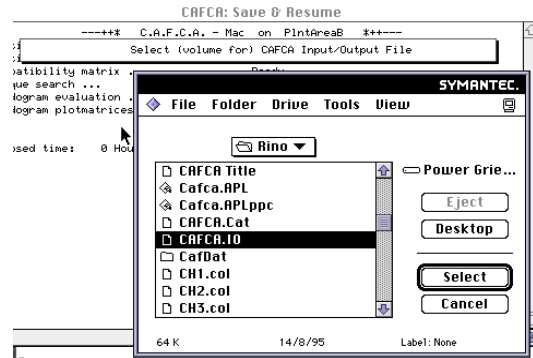 CAFCA: Save & Resume
---++* C.A.F.C.A. - Mac on PlntAreaB *++---
Select (volume for) CAFCA Input/Output File
patibility matrix .
que search ...
logram evaluation .
logram plotmatrices
osed time: 0 Hou
SYMANTEC.
File Folder Drive Tools View
Rino
CAFCA Title
Cafca.APL
Cafca.APLppc
CAFCA.Cat
CAFCA.IO
CafDat
CH1.col
CH2.col
CH3.col
Power Grie...
Eject
Desktop
Select
Cancel
64 K 14/8/95 Label: None